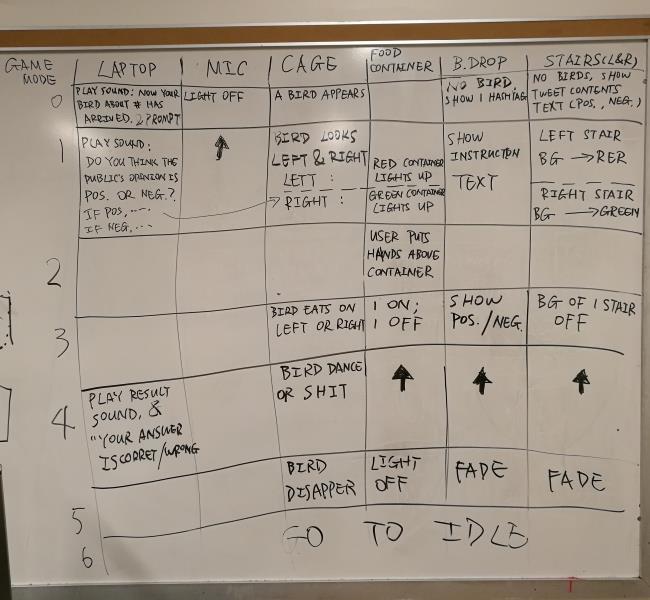 GAME MODE
LAPTOP
MIC
CAGE
FOOD CONTAINER
B.DROP
STAIRS(L&R)
0
PLAY SOUND: NOW YOUR
BIRD ABOUT # HAS
ARRIVED. 2 PROMPT
LIGHT OFF
A BIRD APPEARS
NO BIRD,
SHOW 1 HASHTAG
NO BIRDS, SHOW
TWEET CONTENTS
TEXT (POS., NEG.)
1
PLAY SOUND:
DO YOU THINK THE
PUBLIC'S OPINION IS
POS. OR NEG.?
IF POS, ....
IF NEG, ...
↑
BIRD LOOKS
LEFT & RIGHT
LETT :
RIGHT :
RED CONTAINER
LIGHTS UP
GREEN CONTAINER
LIGHTS UP
SHOW
INSTRUCTION
TEXT
LEFT STAIR
BG → RER
RIGHT STAIR
BG → GREEN
2
USER PUTS
HANDS ABOVE
CONTAINER
3
BIRD EATS ON
LEFT OR RIGHT
1 ON;
1 OFF
SHOW
POS./NEG.
BG OF 1 STAIR
OFF
4
PLAY RESULT
SOUND, &
"YOUR ANSWER
IS CORRET/WRONG
BIRD DANCE
OR SHIT
↑
↑
↑
5
BIRD
DISAPPER
LIGHT
OFF
FADE
FADE
6
GO TO IDLE